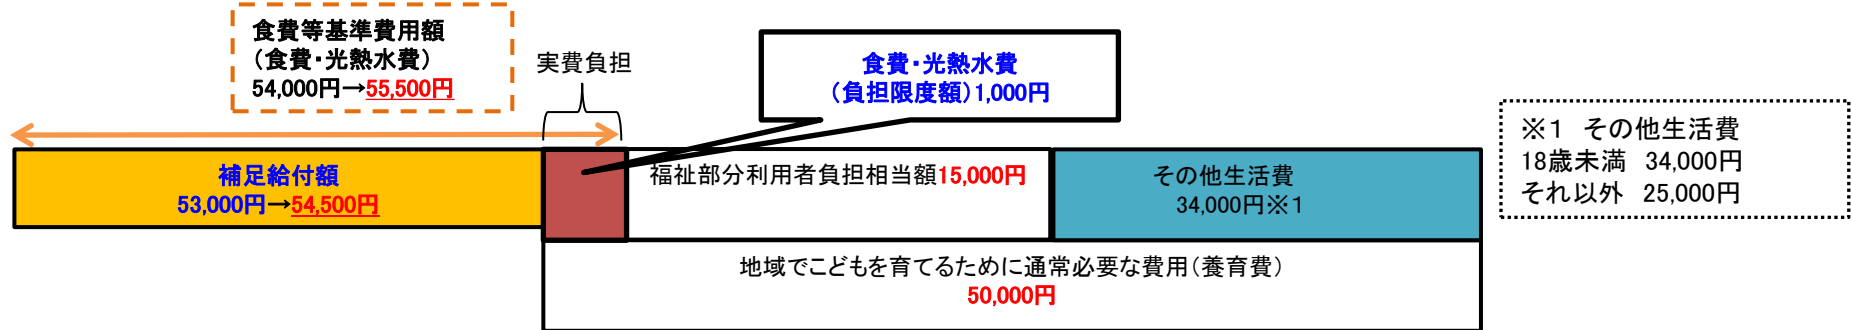 食費等基準費用額
(食費・光熱水費)
54,000円→55,500円
実費負担
食費・光熱水費
(負担限度額)1,000円
※1 その他生活費
18歳未満 34,000円
それ以外 25,000円
補足給付額
53,000円→54,500円
福祉部分利用者負担相当額15,000円
その他生活費
34,000円※1
地域でこどもを育てるために通常必要な費用(養育費)
50,000円